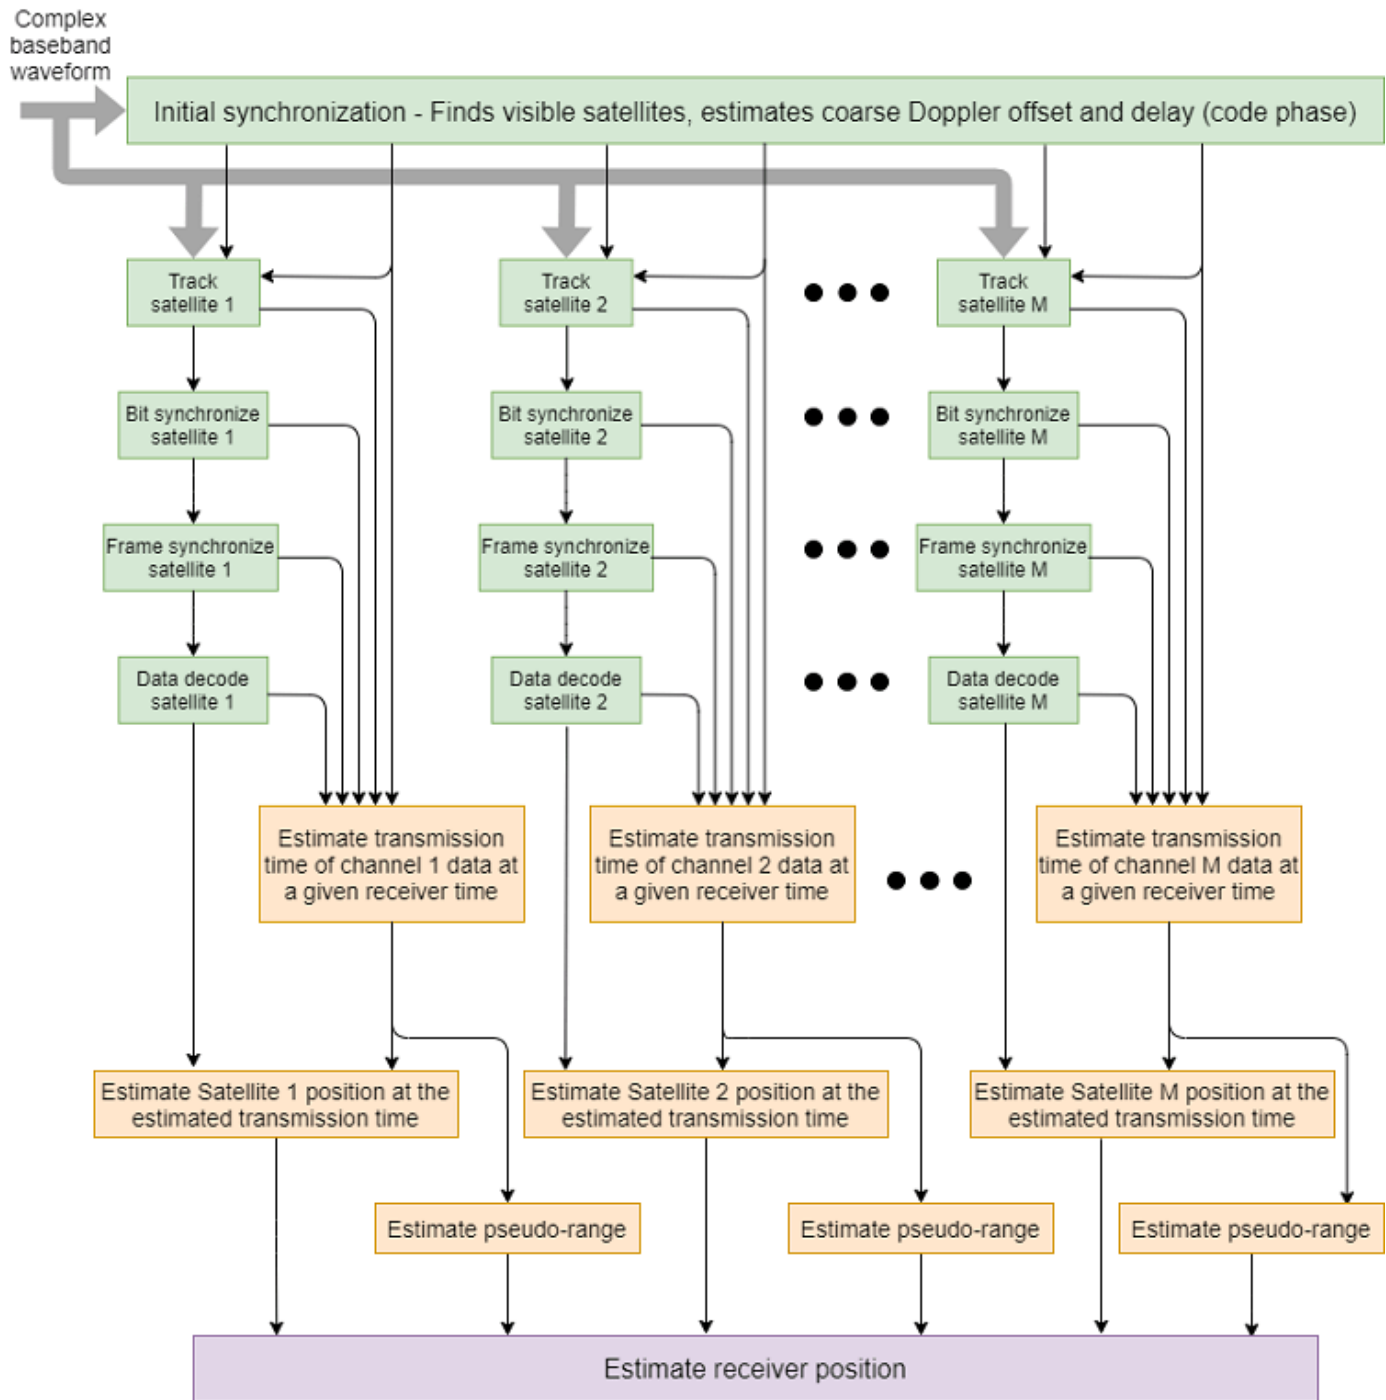 Complex
baseband
waveform
Initial synchronization - Finds visible satellites, estimates coarse Doppler offset and delay (code phase)
Track
satellite 1
Track
satellite 2
Track
satellite M
Bit synchronize
satellite 1
Bit synchronize
satellite 2
Bit synchronize
satellite M
Frame synchronize
satellite 1
Frame synchronize
satellite 2
Frame synchronize
satellite M
Data decode
satellite 1
Data decode
satellite 2
Data decode
satellite M
Estimate transmission
time of channel 1 data at
a given receiver time
Estimate transmission
time of channel 2 data at
a given receiver time
Estimate transmission
time of channel M data at
a given receiver time
Estimate Satellite 1 position at the
estimated transmission time
Estimate Satellite 2 position at the
estimated transmission time
Estimate Satellite M position at the
estimated transmission time
Estimate pseudo-range
Estimate pseudo-range
Estimate pseudo-range
Estimate receiver position